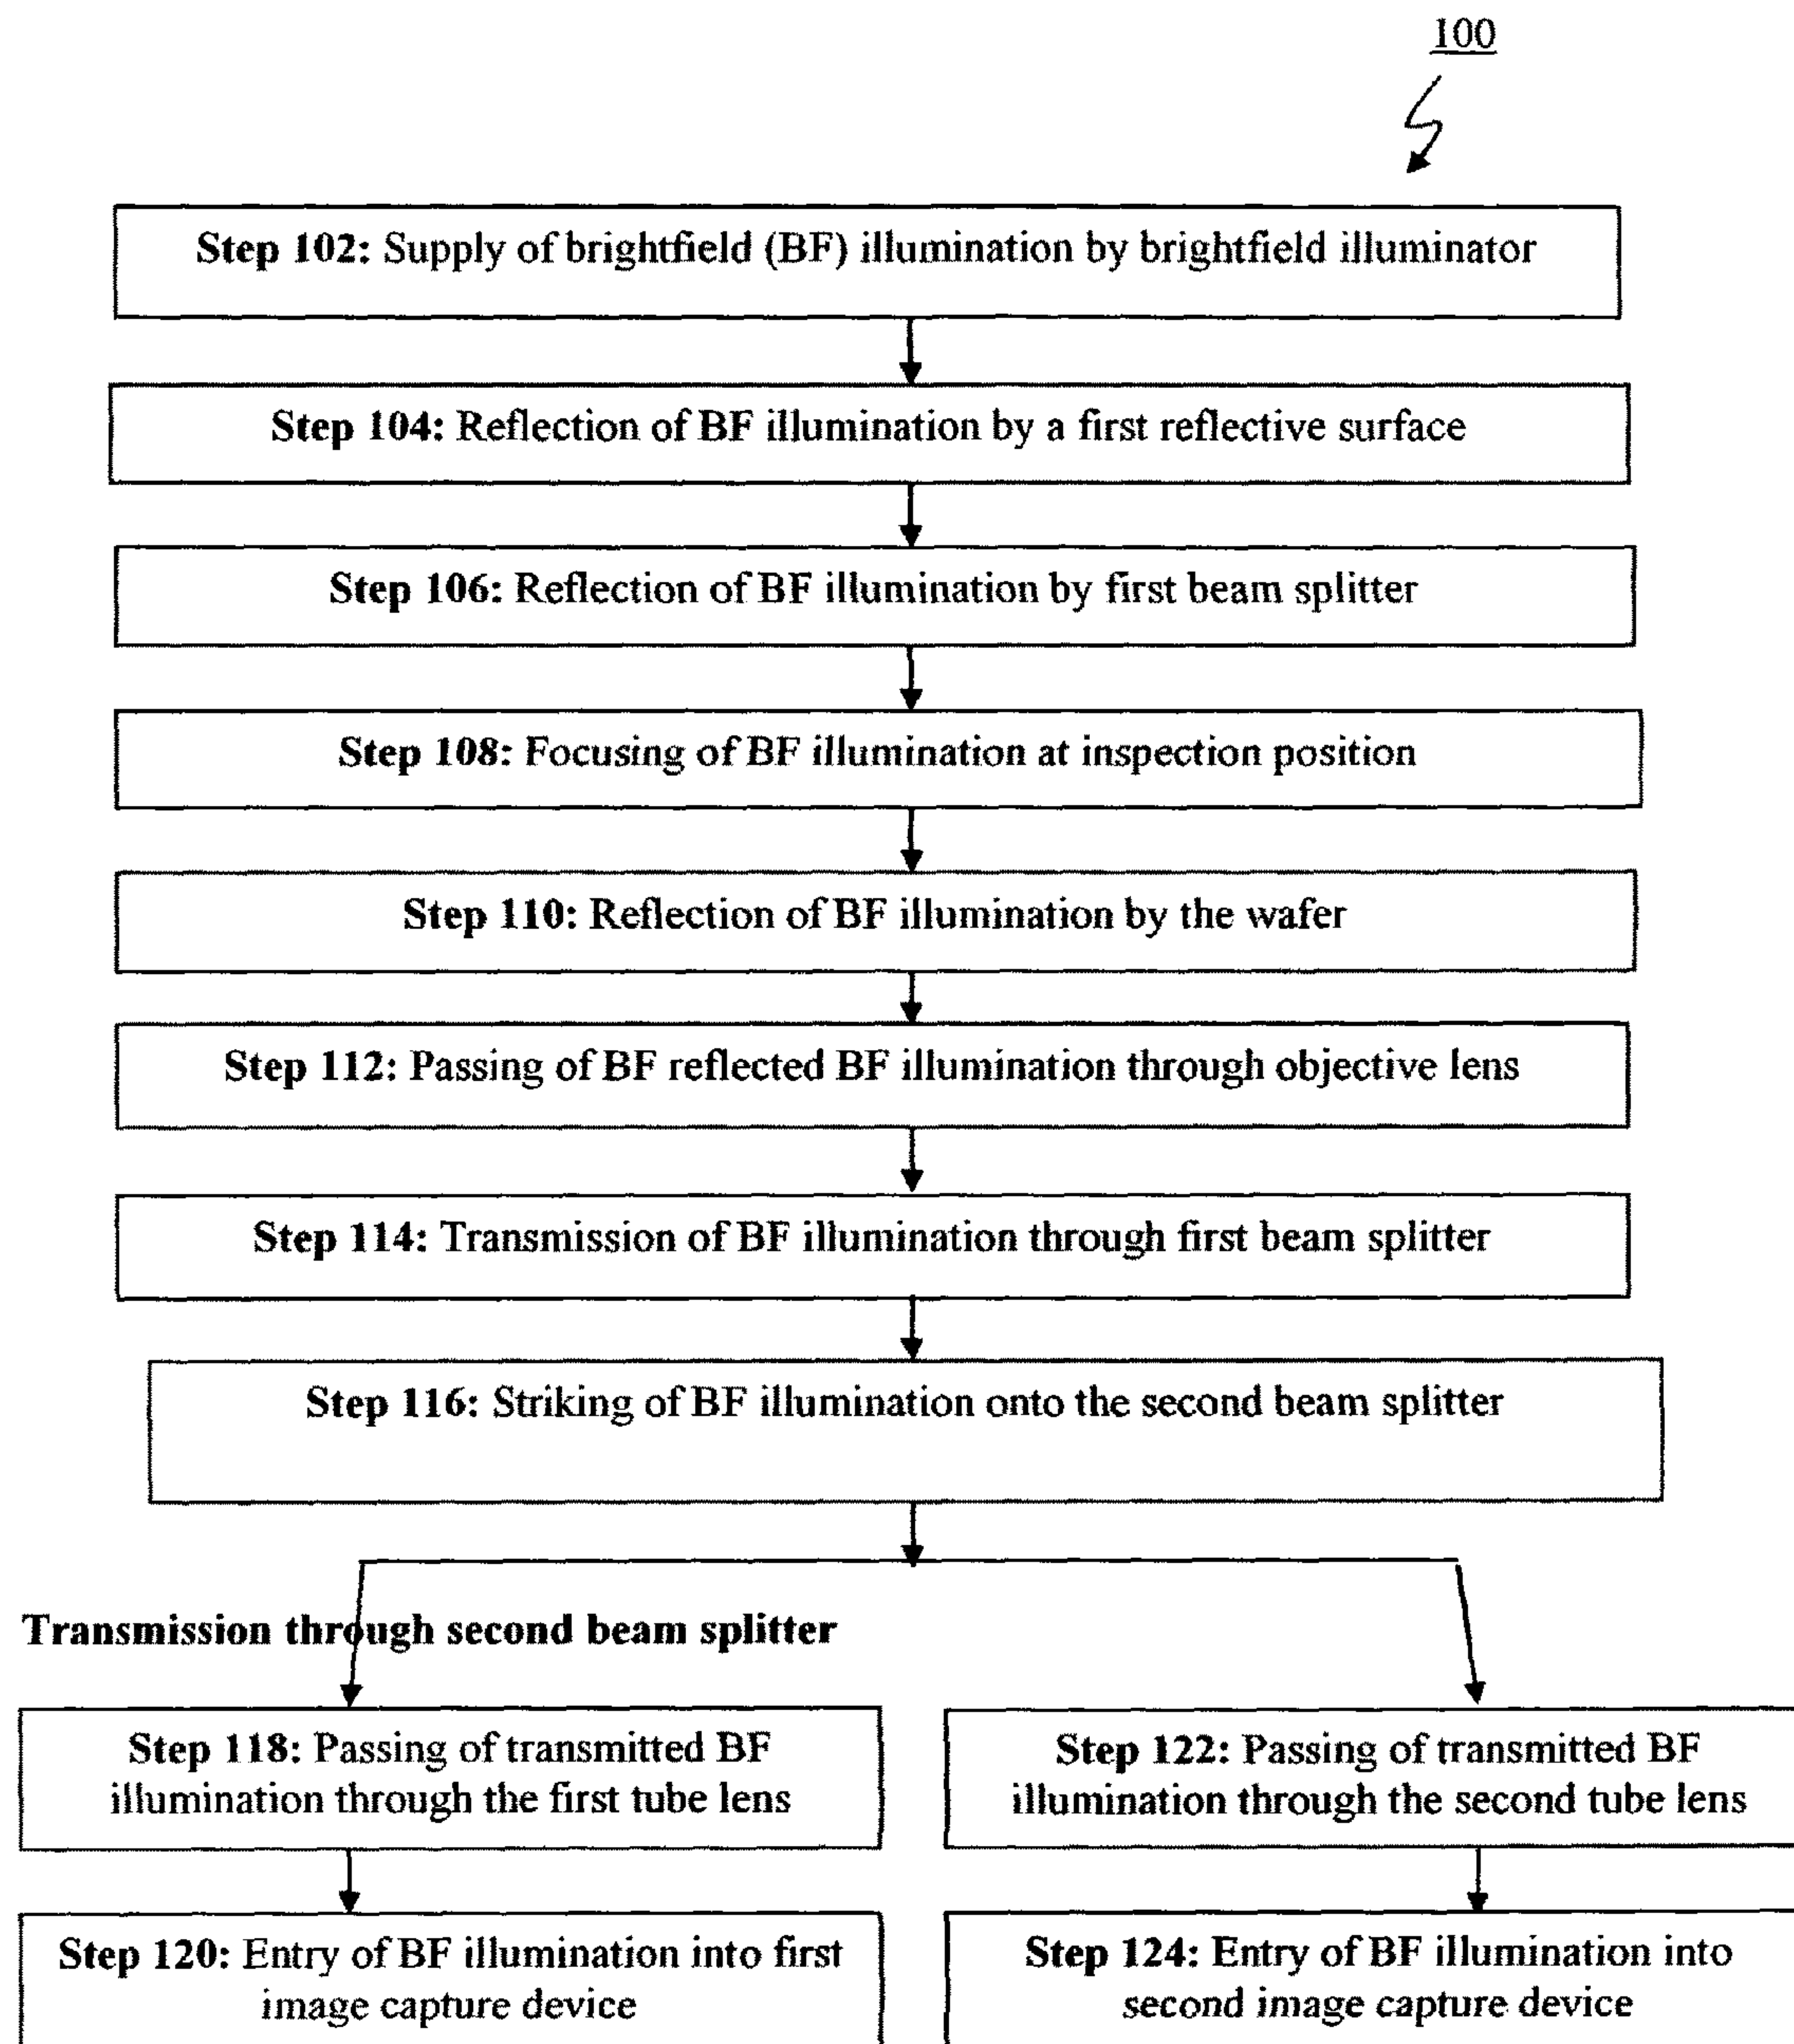 100
Step 102: Supply of brightfield (BF) illumination by brightfield illuminator
Step 104: Reflection of BF illumination by a first reflective surface
Step 106: Reflection of BF illumination by first beam splitter
Step 108: Focusing of BF illumination at inspection position
Step 110: Reflection of BF illumination by the wafer
Step 112: Passing of BF reflected BF illumination through objective lens
Step 114: Transmission of BF illumination through first beam splitter
Step 116: Striking of BF illumination onto the second beam splitter
Transmission through second beam splitter
Step 118: Passing of transmitted BF
illumination through the first tube lens
Step 122: Passing of transmitted BF
illumination through the second tube lens
Step 120: Entry of BF illumination into first
image capture device
Step 124: Entry of BF illumination into
second image capture device